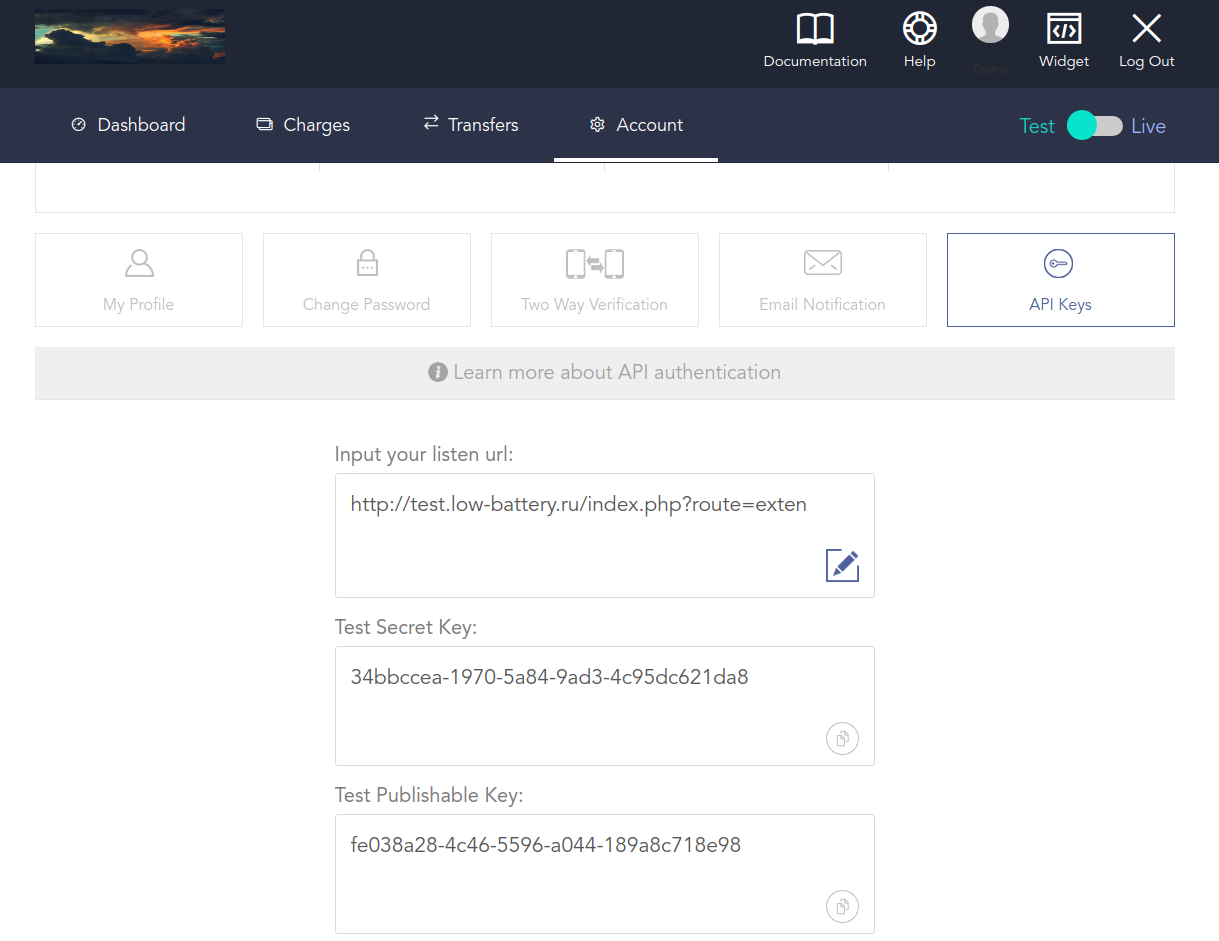 Documentation
Help
Denis
Widget
Log Out
Dashboard
Charges
Transfers
Account
Test
Live
My Profile
Change Password
Two Way Verification
Email Notification
API Keys
Learn more about API authentication
Input your listen url:
http://test.low-battery.ru/index.php?route=exten
Test Secret Key:
34bbccea-1970-5a84-9ad3-4c95dc621da8
Test Publishable Key:
fe038a28-4c46-5596-a044-189a8c718e98